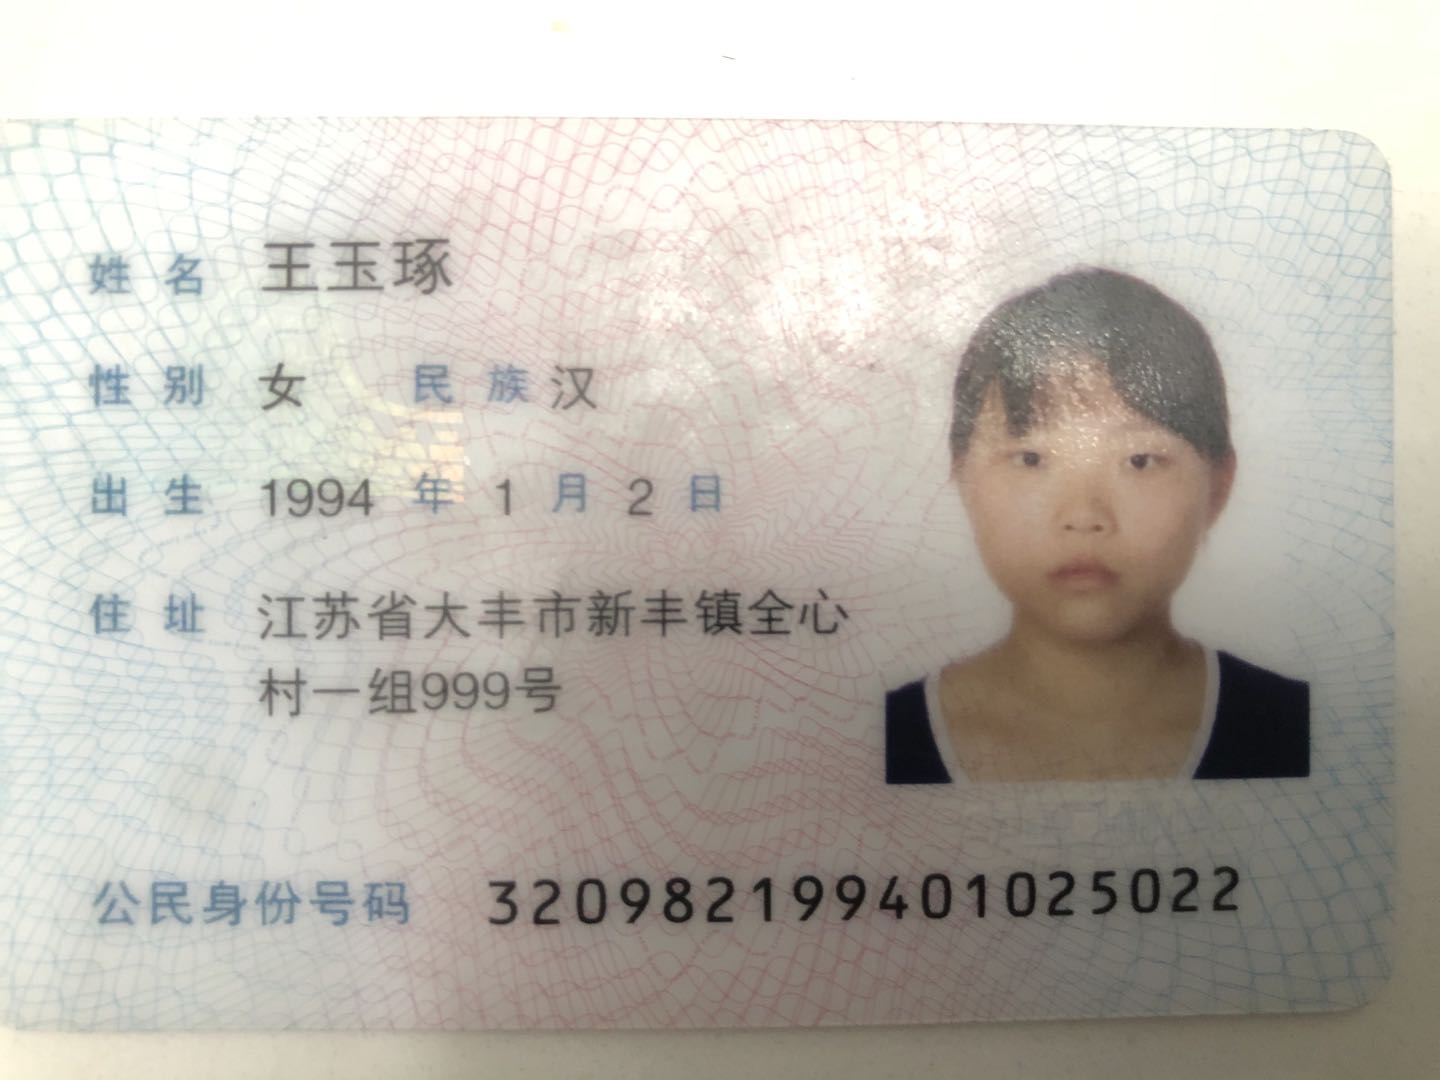 姓名 王玉琢
性别 女 民族 汉
出生 1994 年 1 月 2 日
住址 江苏省大丰市新丰镇全心
村一组999号
公民身份号码 320982199401025022